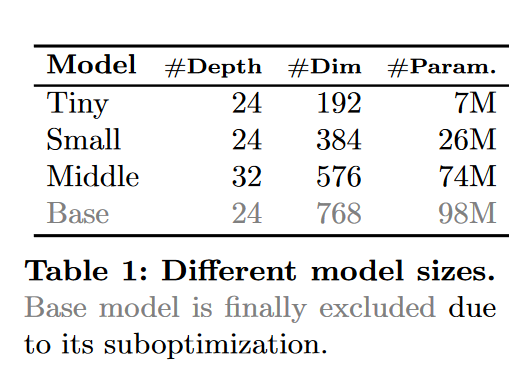 Model #Depth #Dim #Param.
Tiny 24 192 7M
Small 24 384 26M
Middle 32 576 74M
Base 24 768 98M
Table 1: Different model sizes.
Base model is finally excluded due
to its suboptimization.